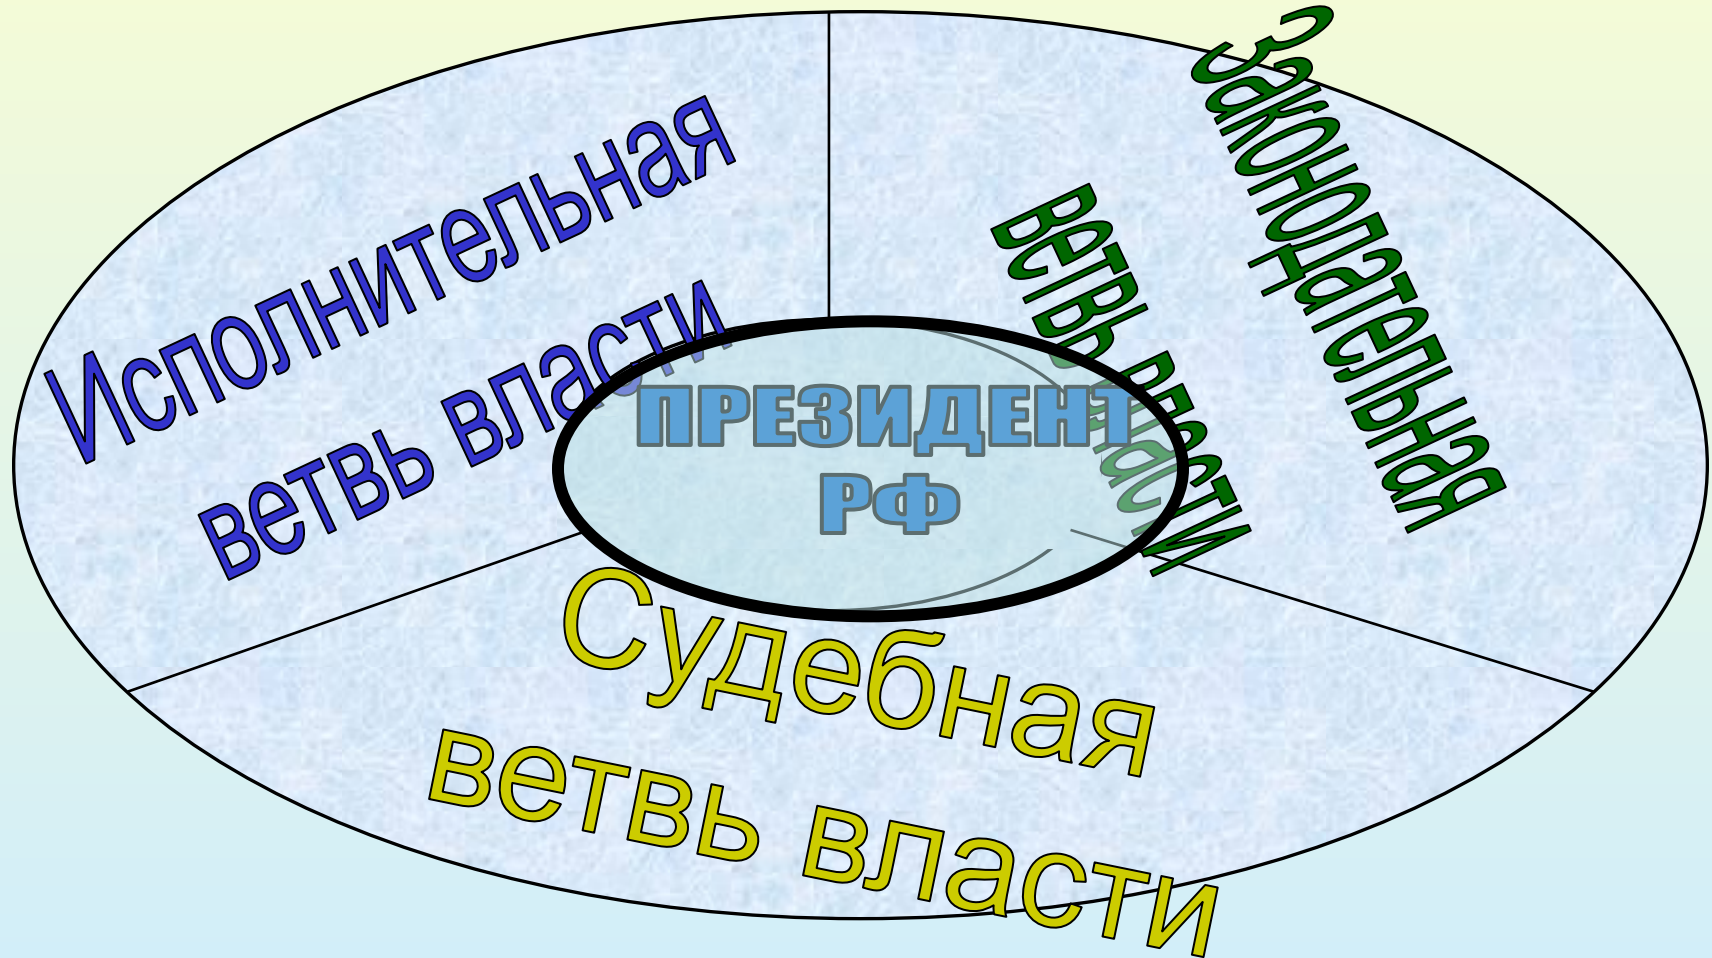 Исполнительная
ветвь власти
Законодательная
ветвь власти
ПРЕЗИДЕНТ
РФ
Судебная
ветвь власти